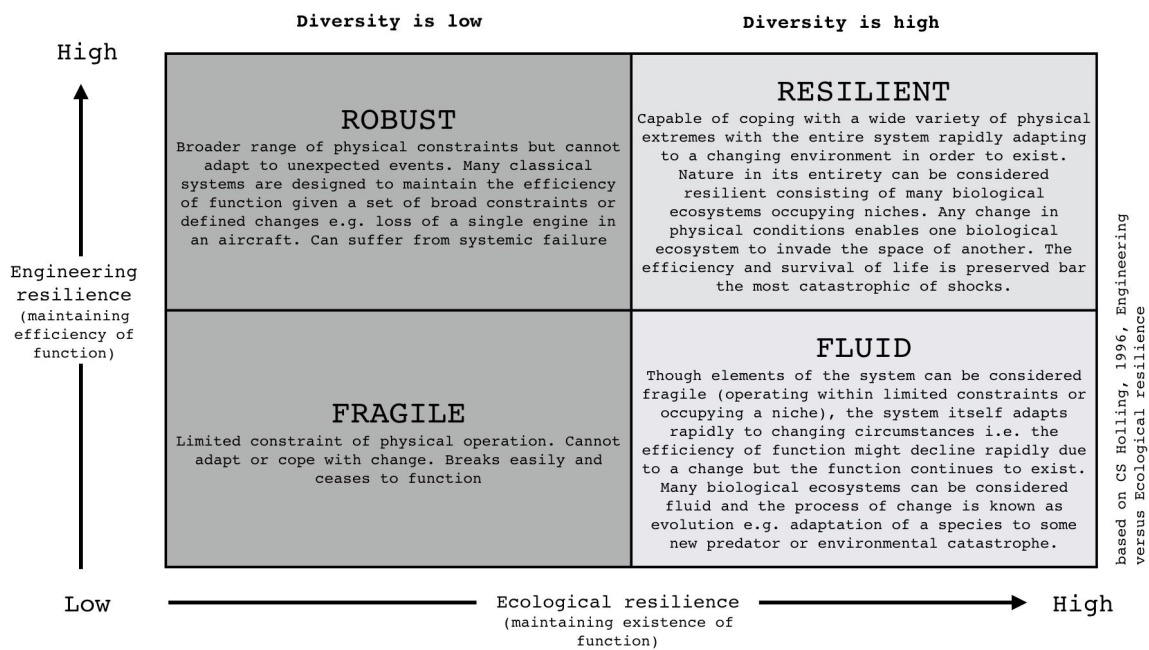 Diversity is low
Diversity is high
High
ROBUST
Broader range of physical constraints but cannot
adapt to unexpected events. Many classical
systems are designed to maintain the efficiency
of function given a set of broad constraints or
defined changes e.g. loss of a single engine in
an aircraft. Can suffer from systemic failure
RESILIENT
Capable of coping with a wide variety of physical
extremes with the entire system rapidly adapting
to a changing environment in order to exist.
Nature in its entirety can be considered
resilient consisting of many biological
ecosystems occupying niches. Any change in
physical conditions enables one biological
ecosystem to invade the space of another. The
efficiency and survival of life is preserved bar
the most catastrophic of shocks.
Engineering
resilience
(maintaining
efficiency of
function)
FRAGILE
Limited constraint of physical operation. Cannot
adapt or cope with change. Breaks easily and
ceases to function
FLUID
Though elements of the system can be considered
fragile (operating within limited constraints or
occupying a niche), the system itself adapts
rapidly to changing circumstances i.e. the
efficiency of function might decline rapidly due
to a change but the function continues to exist.
Many biological ecosystems can be considered
fluid and the process of change is known as
evolution e.g. adaptation of a species to some
new predator or environmental catastrophe.
based on CS Holling, 1996, Engineering
versus Ecological resilience
Low
Ecological resilience
(maintaining existence of
function)
High